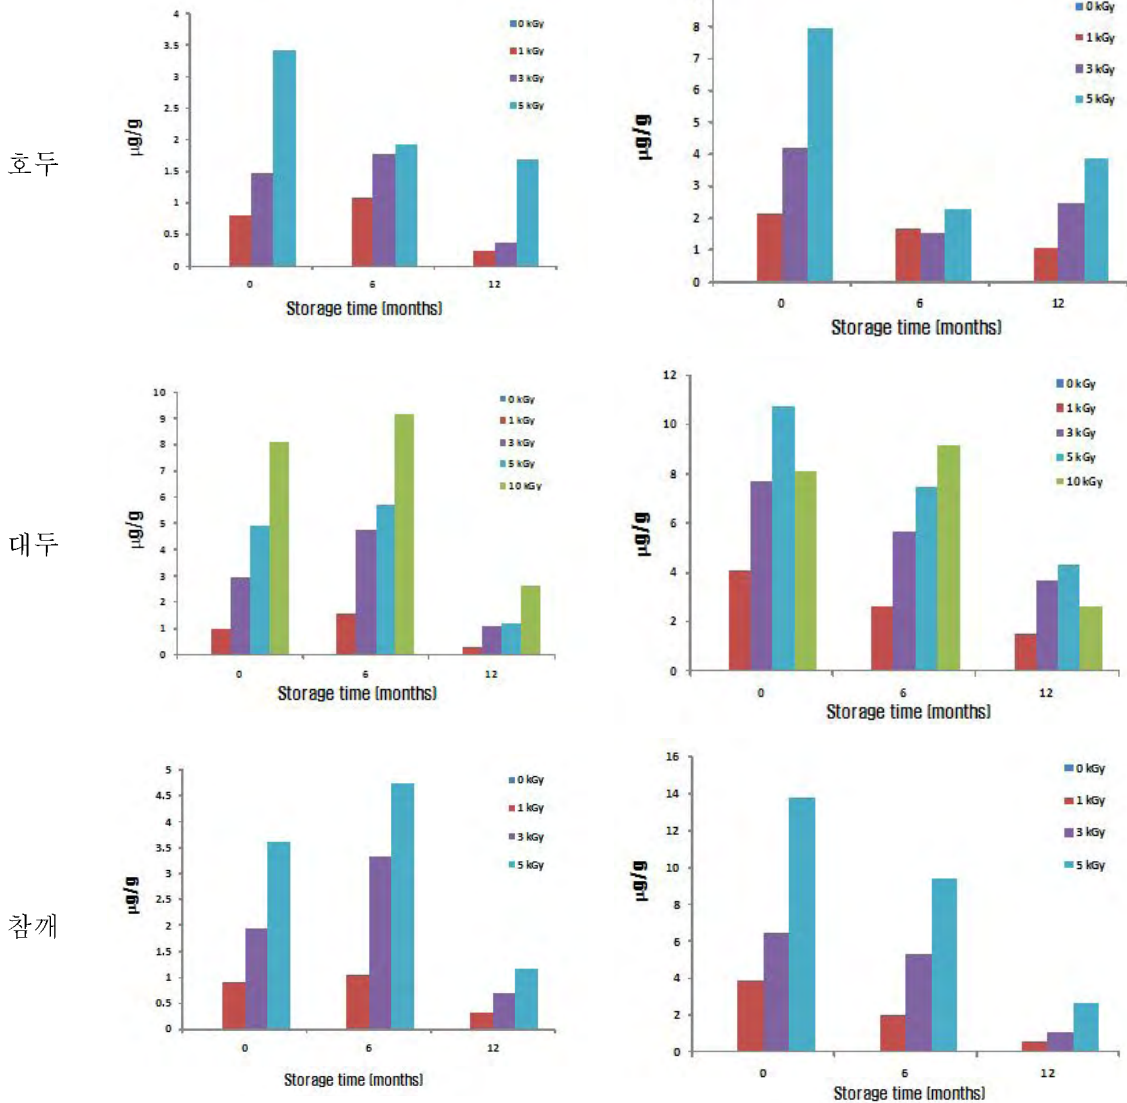 호두
4
3.5
3
2.5
2
1.5
1
0.5
0
μg/g
0 6 12
Storage time (months)
0 kGy
1 kGy
3 kGy
5 kGy
8
7
6
5
4
3
2
1
0
μg/g
0 6 12
Storage time (months)
0 kGy
1 kGy
3 kGy
5 kGy
대두
10
9
8
7
6
5
4
3
2
1
0
μg/g
0 6 12
Storage time (months)
0 kGy
1 kGy
3 kGy
5 kGy
10 kGy
12
10
8
6
4
2
0
μg/g
0 6 12
Storage time (months)
0 kGy
1 kGy
3 kGy
5 kGy
10 kGy
참깨
5
4.5
4
3.5
3
2.5
2
1.5
1
0.5
0
μg/g
0 6 12
Storage time (months)
0 kGy
1 kGy
3 kGy
5 kGy
16
14
12
10
8
6
4
2
0
μg/g
0 6 12
Storage time (months)
0 kGy
1 kGy
3 kGy
5 kGy